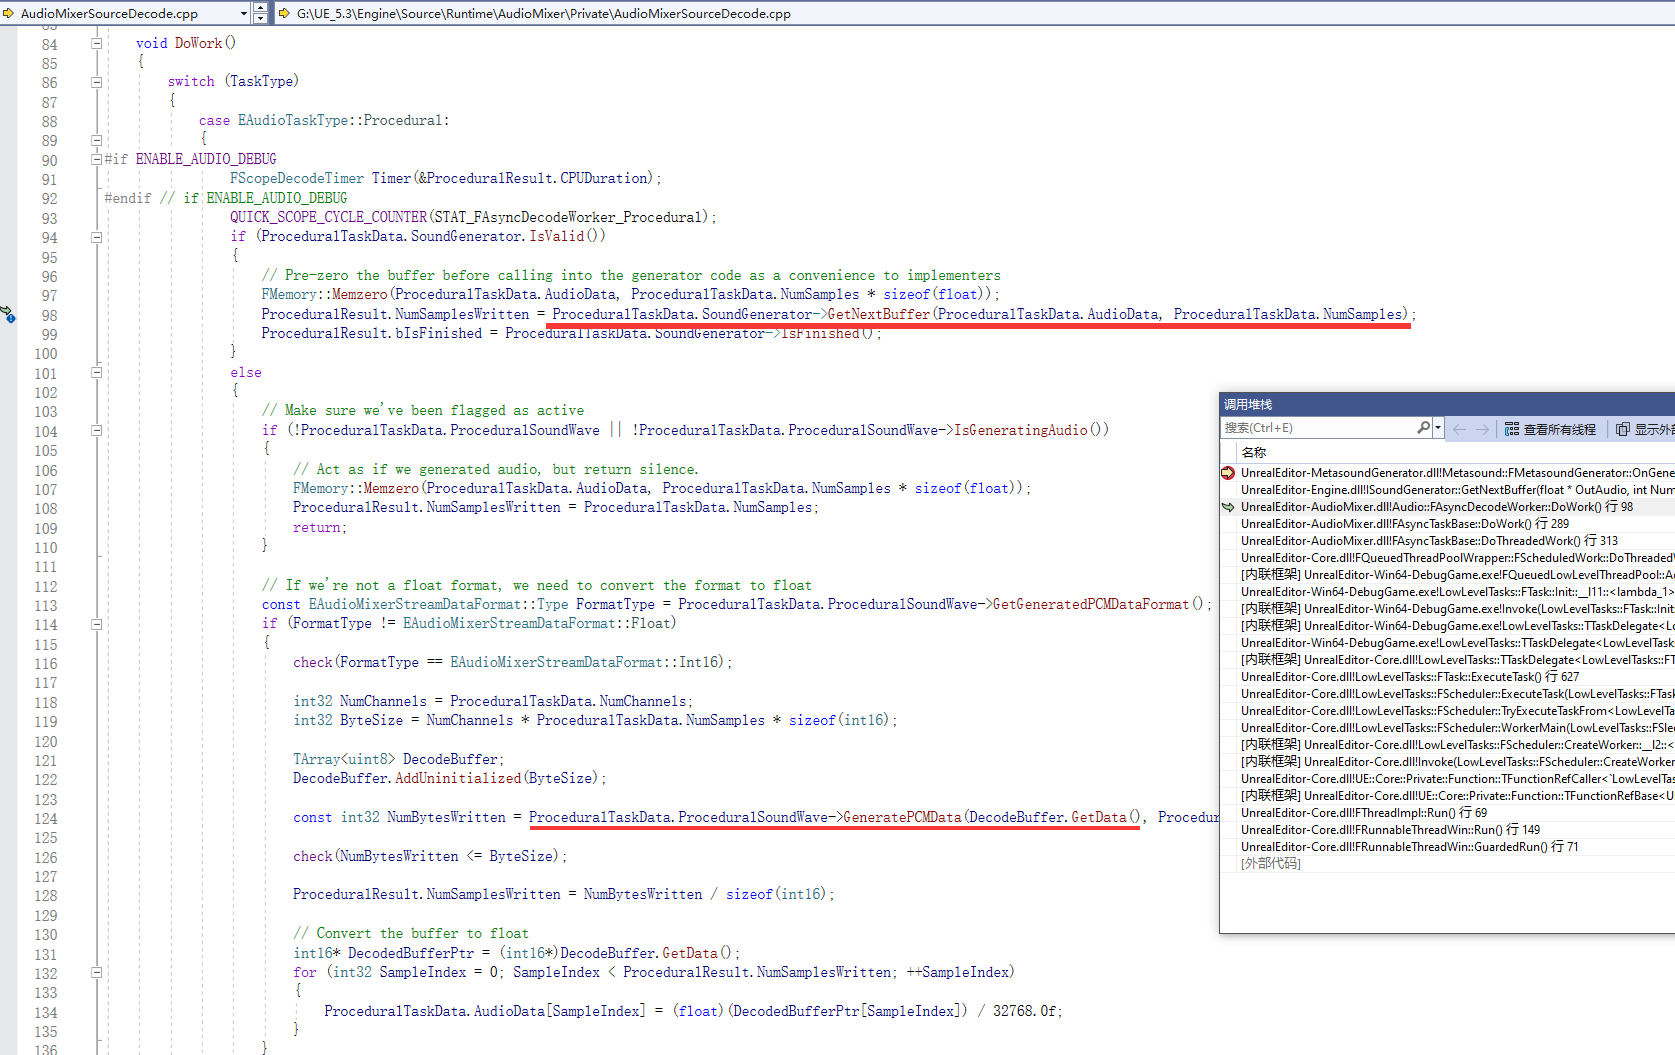 AudioMixerSourceDecode.cpp
G:\UE_5.3\Engine\Source\Runtime\AudioMixer\Private\AudioMixerSourceDecode.cpp
84 void DoWork()
85 {
86 switch (TaskType)
87 {
88 case EAudioTaskType::Procedural:
89 {
90 #if ENABLE_AUDIO_DEBUG
91 FScopeDecodeTimer Timer(&ProceduralResult.CPUDuration);
92 #endif // if ENABLE_AUDIO_DEBUG
93 QUICK_SCOPE_CYCLE_COUNTER(STAT_FAsyncDecodeWorker_Procedural);
94 if (ProceduralTaskData.SoundGenerator.IsValid())
95 {
96 // Pre-zero the buffer before calling into the generator code as a convenience to implementers
97 FMemory::Memzero(ProceduralTaskData.AudioData, ProceduralTaskData.NumSamples * sizeof(float));
98 ProceduralResult.NumSamplesWritten = ProceduralTaskData.SoundGenerator->GetNextBuffer(ProceduralTaskData.AudioData, ProceduralTaskData.NumSamples);
99 ProceduralResult.bIsFinished = ProceduralTaskData.SoundGenerator->IsFinished();
100 }
101 else
102 {
103 // Make sure we've been flagged as active
104 if (!ProceduralTaskData.ProceduralSoundWave || !ProceduralTaskData.ProceduralSoundWave->IsGeneratingAudio())
105 {
106 // Act as if we generated audio, but return silence.
107 FMemory::Memzero(ProceduralTaskData.AudioData, ProceduralTaskData.NumSamples * sizeof(float));
108 ProceduralResult.NumSamplesWritten = ProceduralTaskData.NumSamples;
109 return;
110 }
111
112 // If we're not a float format, we need to convert the format to float
113 const EAudioMixerStreamDataFormat::Type FormatType = ProceduralTaskData.ProceduralSoundWave->GetGeneratedPCMDataFormat();
114 if (FormatType != EAudioMixerStreamDataFormat::Float)
115 {
116 check(FormatType == EAudioMixerStreamDataFormat::Int16);
117
118 int32 NumChannels = ProceduralTaskData.NumChannels;
119 int32 ByteSize = NumChannels * ProceduralTaskData.NumSamples * sizeof(int16);
120
121 TArray<uint8> DecodeBuffer;
122 DecodeBuffer.AddUninitialized(ByteSize);
123
124 const int32 NumBytesWritten = ProceduralTaskData.ProceduralSoundWave->GeneratePCMData(DecodeBuffer.GetData(), Procedur
125
126 check(NumBytesWritten <= ByteSize);
127
128 ProceduralResult.NumSamplesWritten = NumBytesWritten / sizeof(int16);
129
130 // Convert the buffer to float
131 int16* DecodedBufferPtr = (int16*)DecodeBuffer.GetData();
132 for (int32 SampleIndex = 0; SampleIndex < ProceduralResult.NumSamplesWritten; ++SampleIndex)
133 {
134 ProceduralTaskData.AudioData[SampleIndex] = (float)(DecodedBufferPtr[SampleIndex]) / 32768.0f;
135 }
136 }
调用堆栈
搜索(Ctrl+E) 查看所有线程 显示外部
名称
UnrealEditor-MetasoundGenerator.dll!Metasound::FMetasoundGenerator::OnGene
UnrealEditor-Engine.dll!ISoundGenerator::GetNextBuffer(float * OutAudio, int Num
UnrealEditor-AudioMixer.dll!Audio::FAsyncDecodeWorker::DoWork() 行 98
UnrealEditor-AudioMixer.dll!FAsyncTaskBase::DoWork() 行 289
UnrealEditor-AudioMixer.dll!FAsyncTaskBase::DoThreadedWork() 行 313
UnrealEditor-Core.dll!FQueuedThreadPoolWrapper::FScheduledWork::DoThreadedW
[内联框架] UnrealEditor-Win64-DebugGame.exe!FQueuedLowLevelThreadPool::Ad
UnrealEditor-Win64-DebugGame.exe!LowLevelTasks::FTask::Init::__l11::<lambda_1>
[内联框架] UnrealEditor-Win64-DebugGame.exe!Invoke(LowLevelTasks::FTask::Init:
[内联框架] UnrealEditor-Win64-DebugGame.exe!LowLevelTasks::TTaskDelegate<Lo
UnrealEditor-Win64-DebugGame.exe!LowLevelTasks::TTaskDelegate<LowLevelTask
[内联框架] UnrealEditor-Core.dll!LowLevelTasks::TTaskDelegate<LowLevelTasks::FT
UnrealEditor-Core.dll!LowLevelTasks::FTask::ExecuteTask() 行 627
UnrealEditor-Core.dll!LowLevelTasks::FScheduler::ExecuteTask(LowLevelTasks::FTask
UnrealEditor-Core.dll!LowLevelTasks::FScheduler::TryExecuteTaskFrom<LowLevelTa
UnrealEditor-Core.dll!LowLevelTasks::FScheduler::WorkerMain(LowLevelTasks::FSlee
[内联框架] UnrealEditor-Core.dll!LowLevelTasks::FScheduler::CreateWorker::__l2::<
[内联框架] UnrealEditor-Core.dll!Invoke(LowLevelTasks::FScheduler::CreateWorker
UnrealEditor-Core.dll!UE::Core::Private::Function::TFunctionRefCaller<`LowLevelTas
[内联框架] UnrealEditor-Core.dll!UE::Core::Private::Function::TFunctionRefBase<U
UnrealEditor-Core.dll!FThreadImpl::Run() 行 69
UnrealEditor-Core.dll!FRunnableThreadWin::Run() 行 149
UnrealEditor-Core.dll!FRunnableThreadWin::GuardedRun() 行 71
[外部代码]